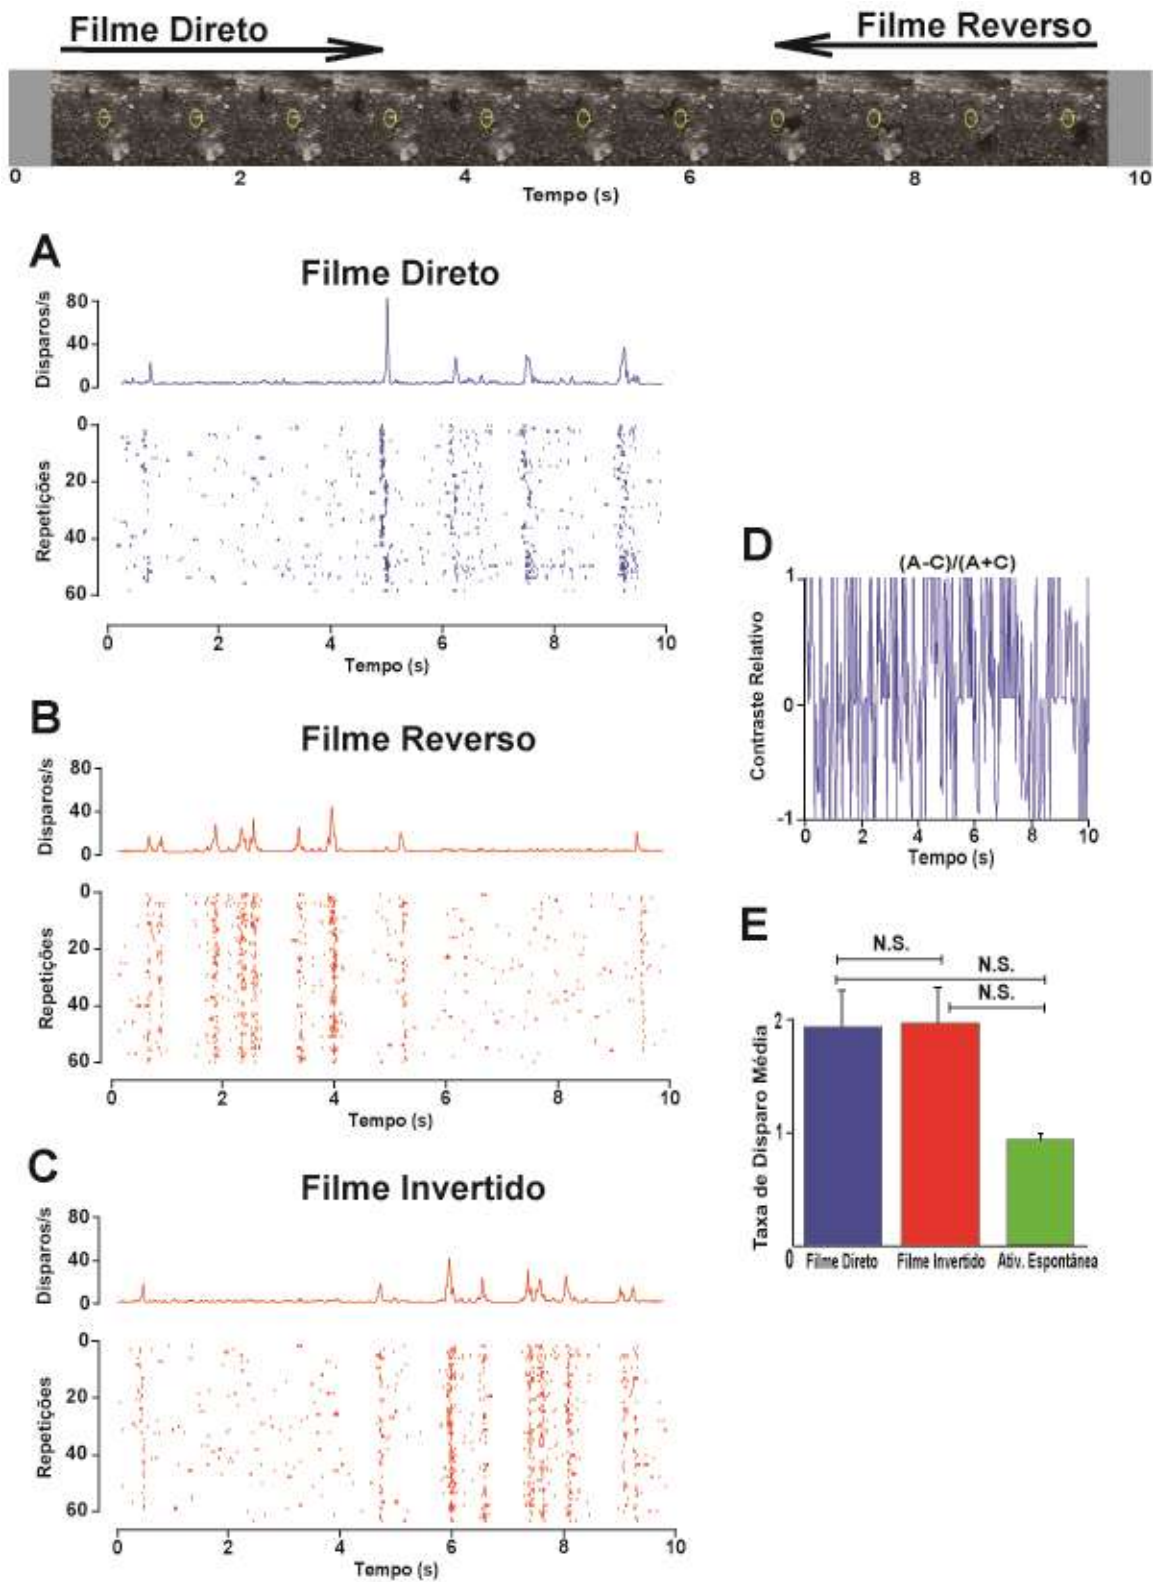 Filme Direto
Filme Reverso
0 2 4 6 8 10
Tempo (s)
A
Filme Direto
Disparos/s
80
40
0
Repetições
0
20
40
60
0 2 4 6 8 10
Tempo (s)
B
Filme Reverso
Disparos/s
80
40
0
Repetições
0
20
40
60
0 2 4 6 8 10
Tempo (s)
C
Filme Invertido
Disparos/s
80
40
0
Repetições
0
20
40
60
0 2 4 6 8 10
Tempo (s)
D
(A-C)/(A+C)
Contraste Relativo
1
0
-1
0 2 4 6 8 10
Tempo (s)
E
N.S.
N.S.
N.S.
Taxa de Disparo Média
2
1
0
Filme Direto Filme Invertido Ativ. Espontânea